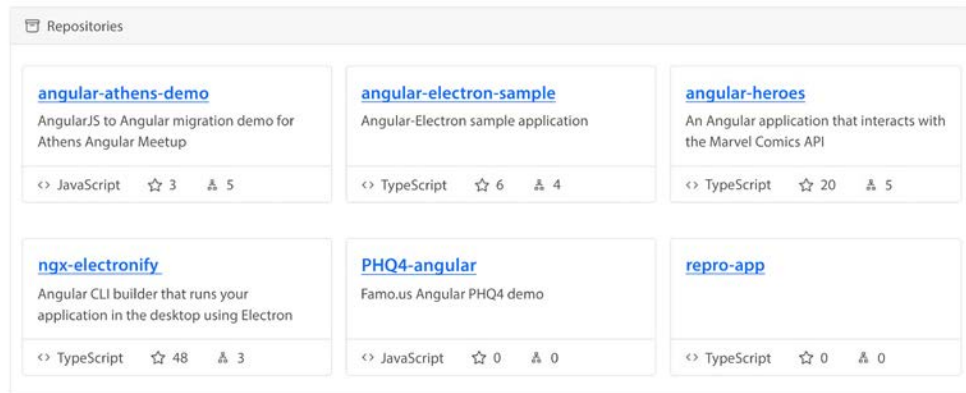 Repositories
angular-athens-demo
AngularJS to Angular migration demo for
Athens Angular Meetup
<> JavaScript 3 5
angular-electron-sample
Angular-Electron sample application
<> TypeScript 6 4
angular-heroes
An Angular application that interacts with
the Marvel Comics API
<> TypeScript 20 5
ngx-electronify
Angular CLI builder that runs your
application in the desktop using Electron
<> TypeScript 48 3
PHQ4-angular
Famo.us Angular PHQ4 demo
<> JavaScript 0 0
repro-app
<> TypeScript 0 0